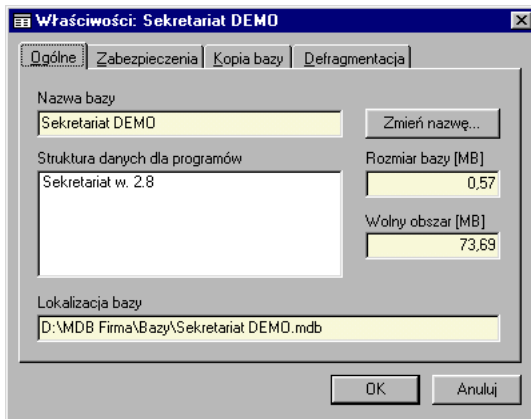 Właściwości: Sekretariat DEMO
Ogólne Zabezpieczenia Kopia bazy Defragmentacja
Nazwa bazy
Sekretariat DEMO
Zmień nazwę...
Struktura danych dla programów
Rozmiar bazy [MB]
Sekretariat w. 2.8
0,57
Wolny obszar [MB]
73,69
Lokalizacja bazy
D:\MDB Firma\Bazy\Sekretariat DEMO.mdb
OK Anuluj